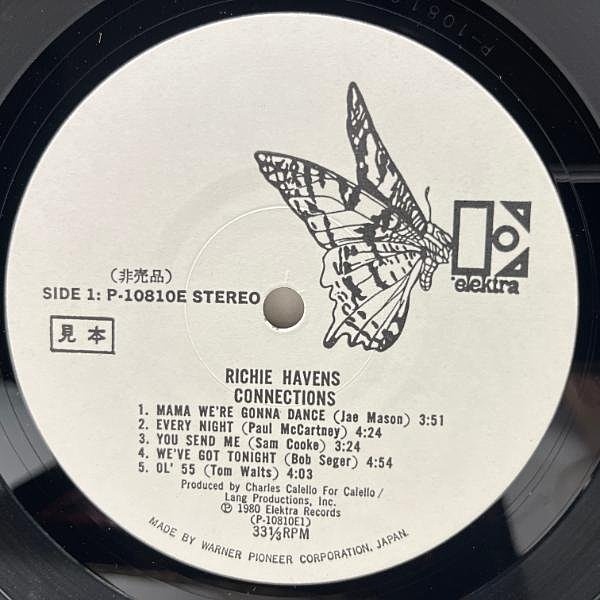 P-10810
elektra
(非売品)
SIDE 1: P-10810E STEREO
見本
RICHIE HAVENS
CONNECTIONS
1. MAMA WE'RE GONNA DANCE (Jae Mason) 3:51
2. EVERY NIGHT (Paul McCartney) 4:24
3. YOU SEND ME (Sam Cooke) 3:24
4. WE'VE GOT TONIGHT (Bob Seger) 4:54
5. OL' 55 (Tom Waits) 4:03
Produced by Charles Calello For Calello/
Lang Productions, Inc.
Ⓟ 1980 Elektra Records
(P-10810E1)
33⅓RPM
MADE BY WARNER PIONEER CORPORATION, JAPAN.